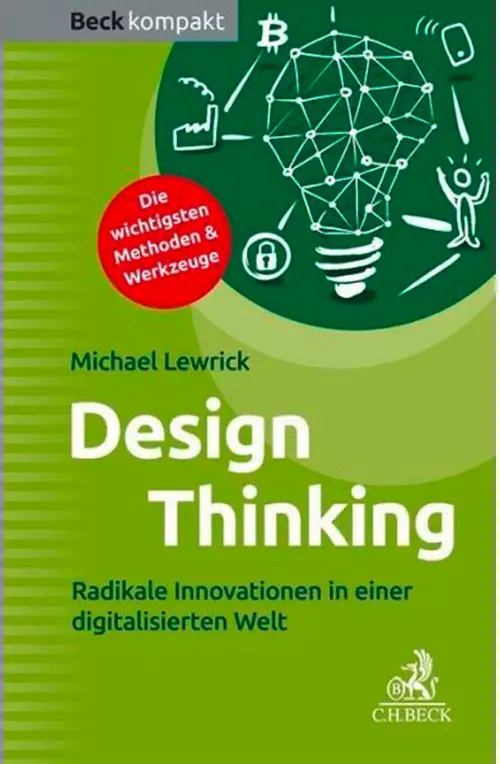 Beck kompakt
Die
wichtigsten
Methoden &
Werkzeuge
Michael Lewrick
Design
Thinking
Radikale Innovationen in einer
digitalisierten Welt
B
C.H.BECK